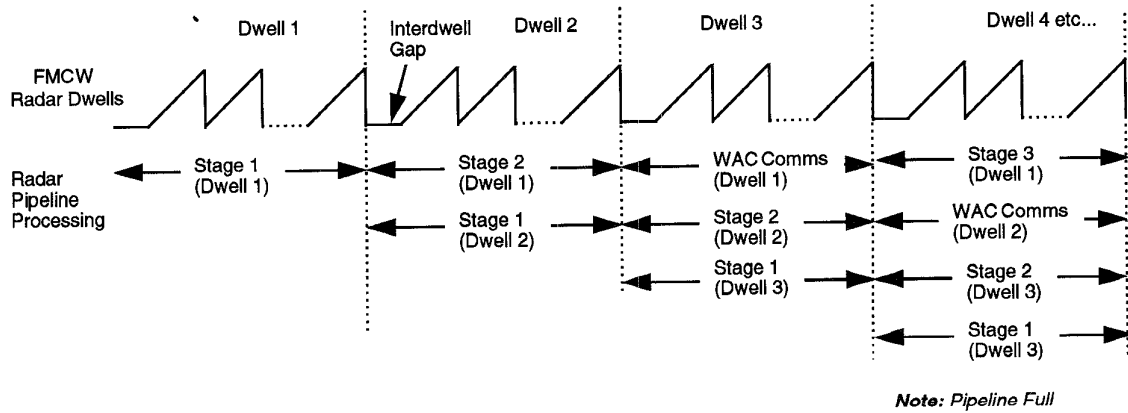 Dwell 1
Interdwell
Gap
Dwell 2
Dwell 3
Dwell 4 etc...
FMCW
Radar Dwells
Radar
Pipeline
Processing
Stage 1
(Dwell 1)
Stage 2
(Dwell 1)
WAC Comms
(Dwell 1)
Stage 3
(Dwell 1)
Stage 1
(Dwell 2)
Stage 2
(Dwell 2)
WAC Comms
(Dwell 2)
Stage 1
(Dwell 3)
Stage 2
(Dwell 3)
Stage 1
(Dwell 3)
Note: Pipeline Full